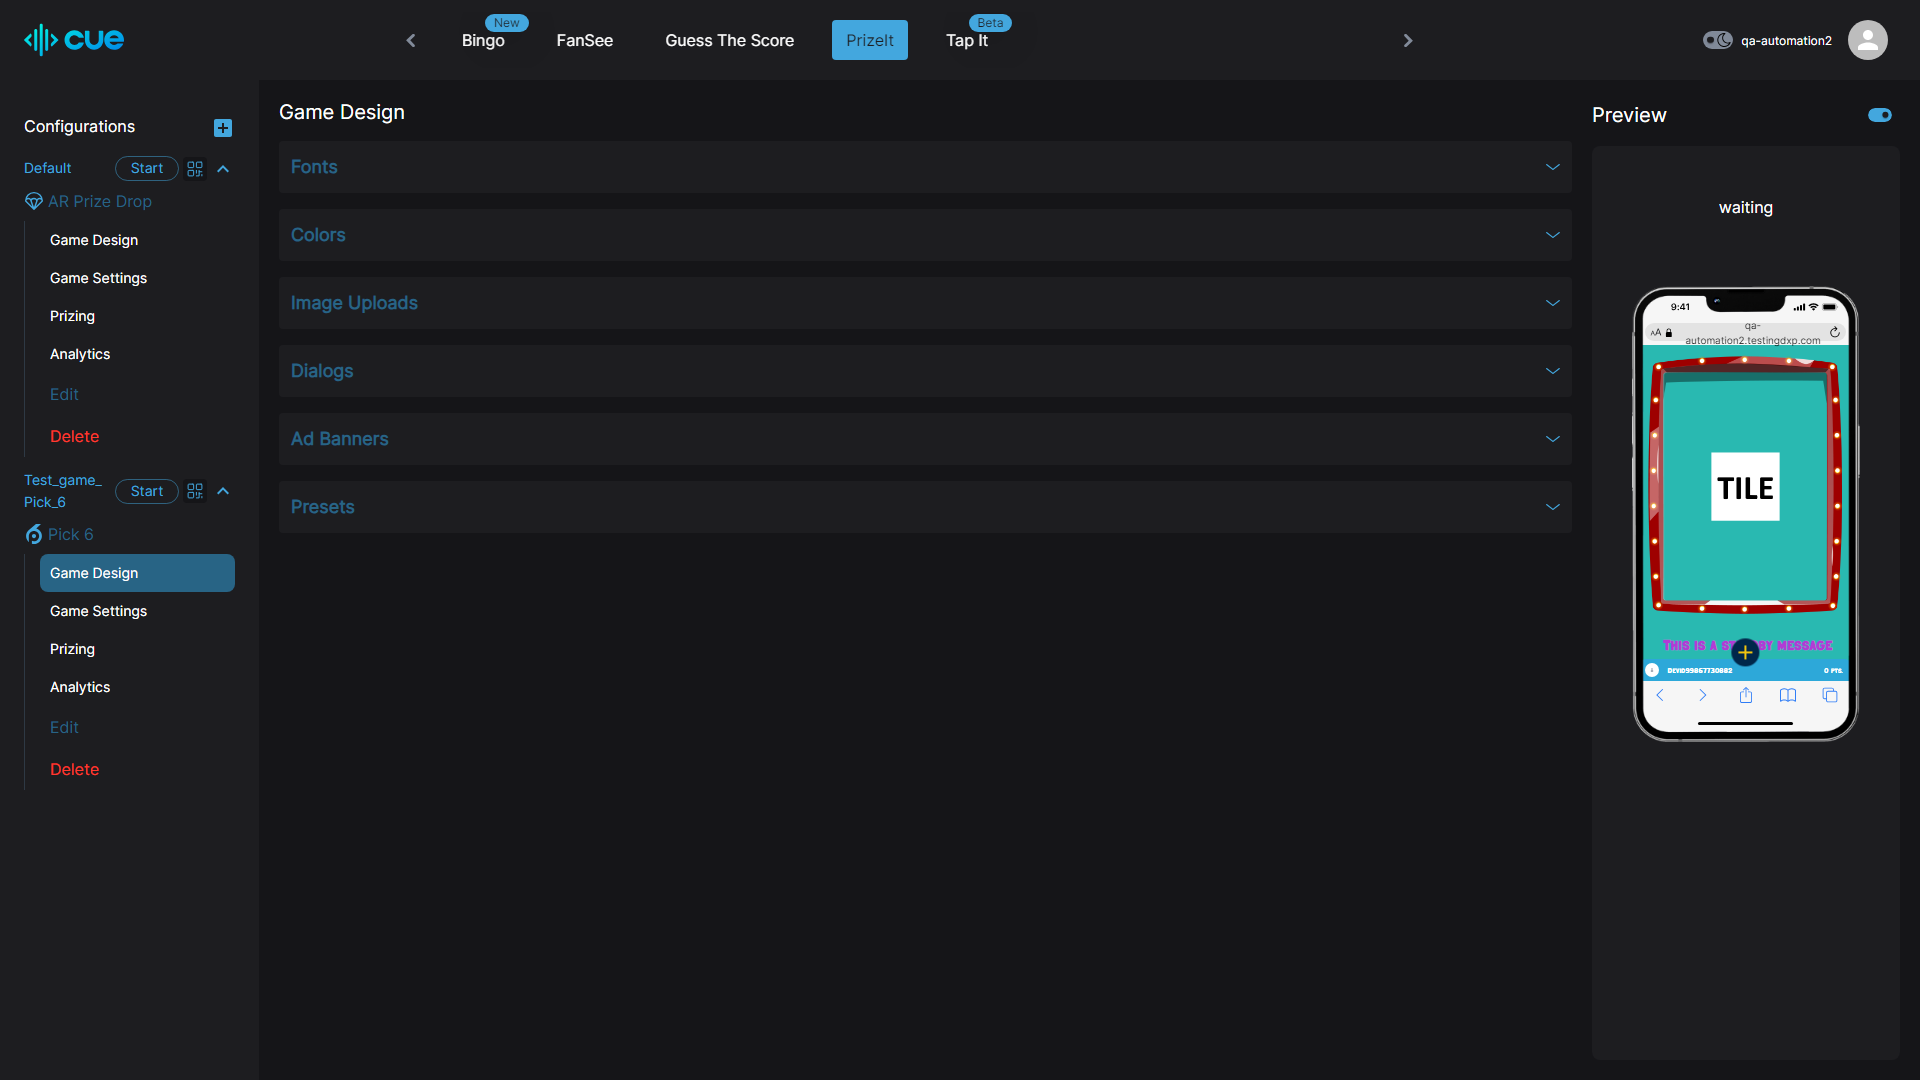 cue
New
Bingo
FanSee
Guess The Score
PrizeIt
Beta
Tap It
qa-automation2
Configurations
Default
Start
AR Prize Drop
Game Design
Game Settings
Prizing
Analytics
Edit
Delete
Test_game_
Pick_6
Start
Pick 6
Game Design
Game Settings
Prizing
Analytics
Edit
Delete
Game Design
Fonts
Colors
Image Uploads
Dialogs
Ad Banners
Presets
Preview
waiting
9:41
AA
qa-
automation2.testingdxp.com
TILE
This is a st by message
0 Pts.